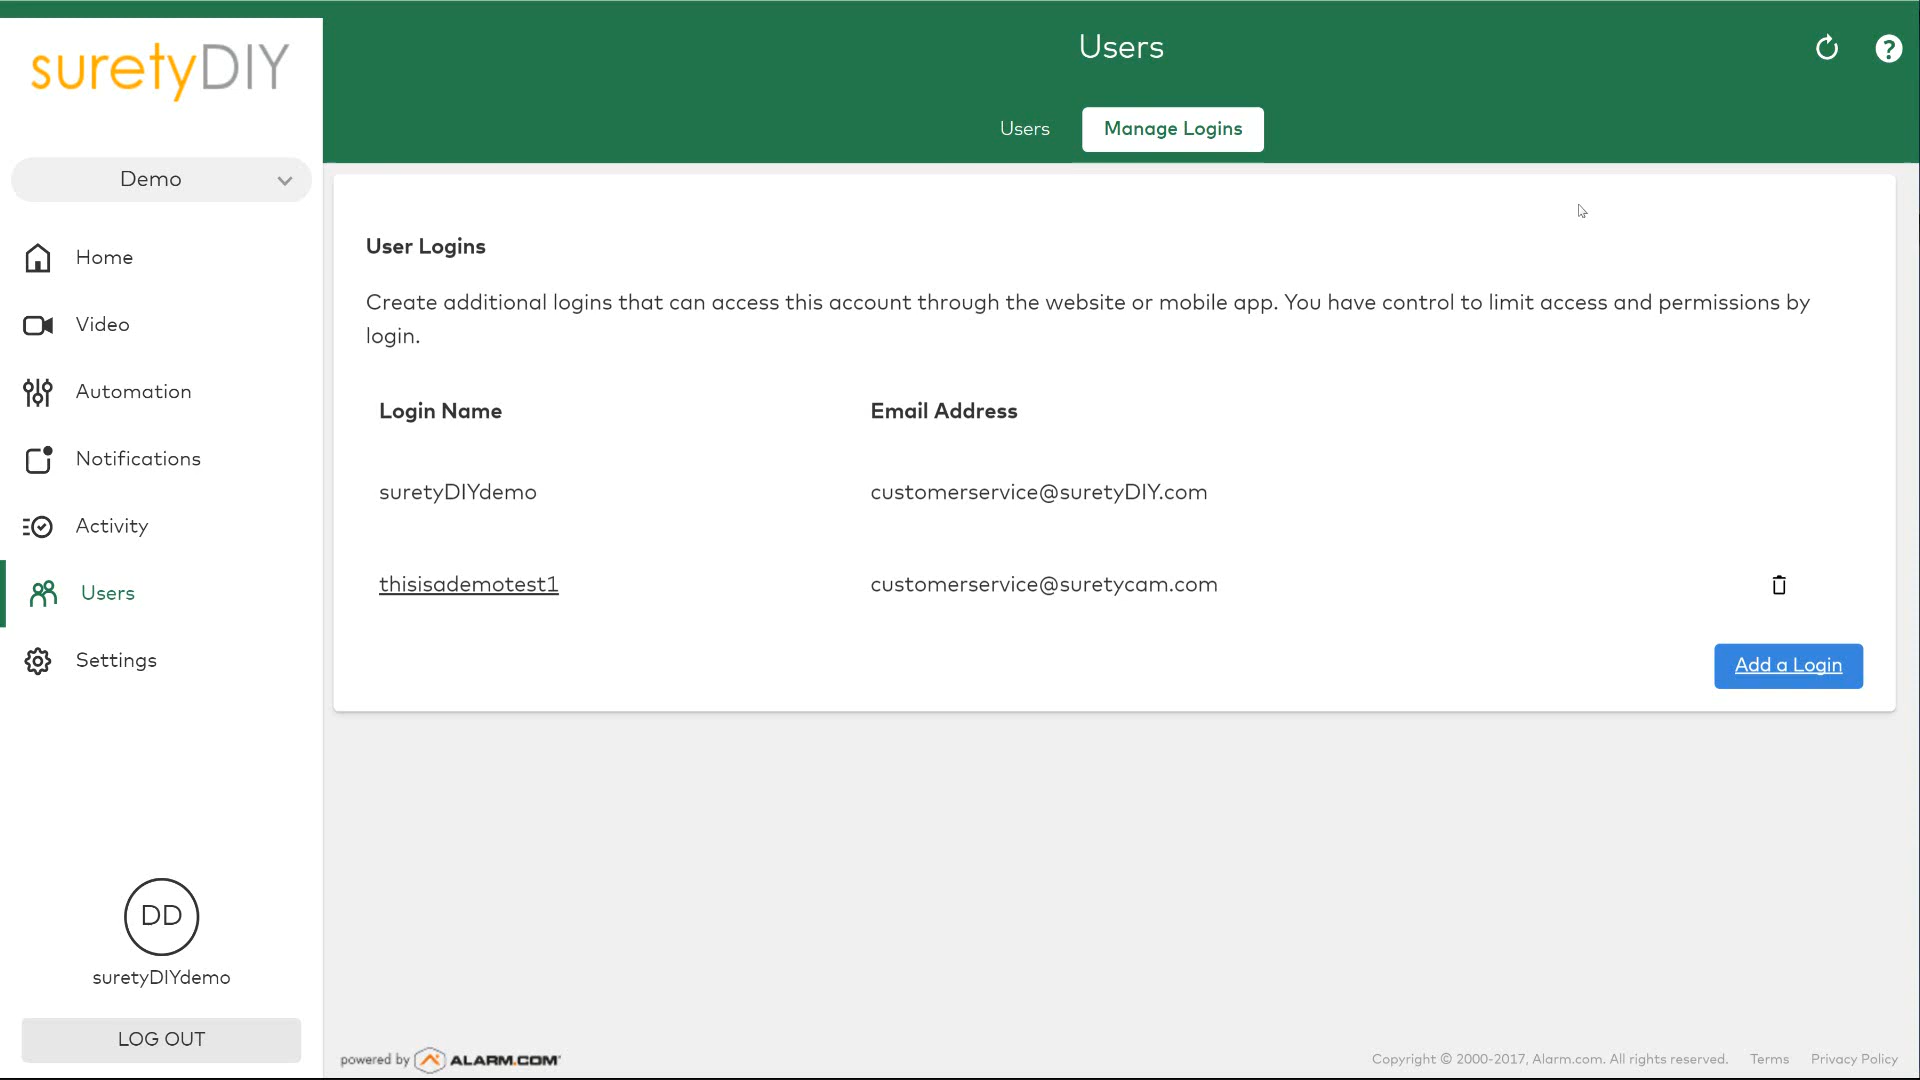 suretyDIY
Demo
Home
Video
Automation
Notifications
Activity
Users
Settings
DD
suretyDIYdemo
LOG OUT
Users
?
Users
Manage Logins
User Logins
Create additional logins that can access this account through the website or mobile app. You have control to limit access and permissions by
login.
Login Name Email Address
suretyDIYdemo customerservice@suretyDIY.com
thisisademotest1 customerservice@suretycam.com
Add a Login
powered by ALARM.COM
Copyright © 2000-2017, Alarm.com. All rights reserved. Terms Privacy Policy